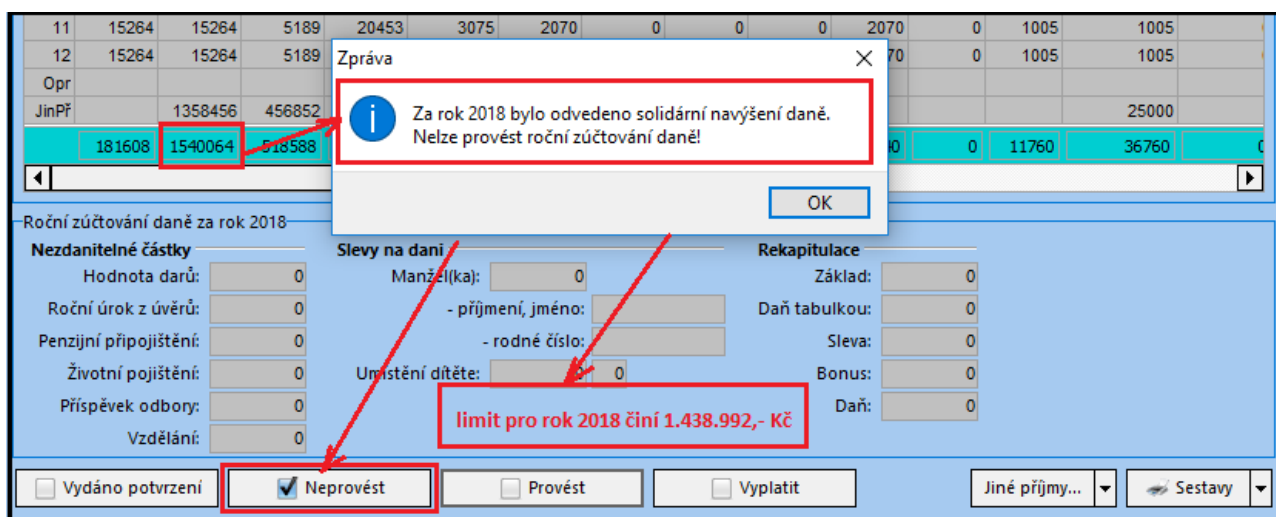 11 15264 15264 5189 20453 3075 2070 0 0 0 2070 0 1005 1005
12 15264 15264 5189 70 0 1005 1005
Opr
JinPř 1358456 456852 25000
181608 1540064 518588 0 0 11760 36760
Zpráva
Za rok 2018 bylo odvedeno solidární navýšení daně.
Nelze provést roční zúčtování daně!
OK
Roční zúčtování daně za rok 2018
Nezdanitelné částky Slevy na dani Rekapitulace
Hodnota darů: 0 Manžel(ka): 0 Základ: 0
Roční úrok z úvěrů: 0 - příjmení, jméno: Daň tabulkou: 0
Penzijní připojištění: 0 - rodné číslo: Sleva: 0
Životní pojištění: 0 Umístění dítěte: 0 0 Bonus: 0
Příspěvek odbory: 0 Daň: 0
limit pro rok 2018 činí 1.438.992,- Kč
Vzdělání: 0
Vydáno potvrzení Neprovést Provést Vyplatit Jiné příjmy... Sestavy